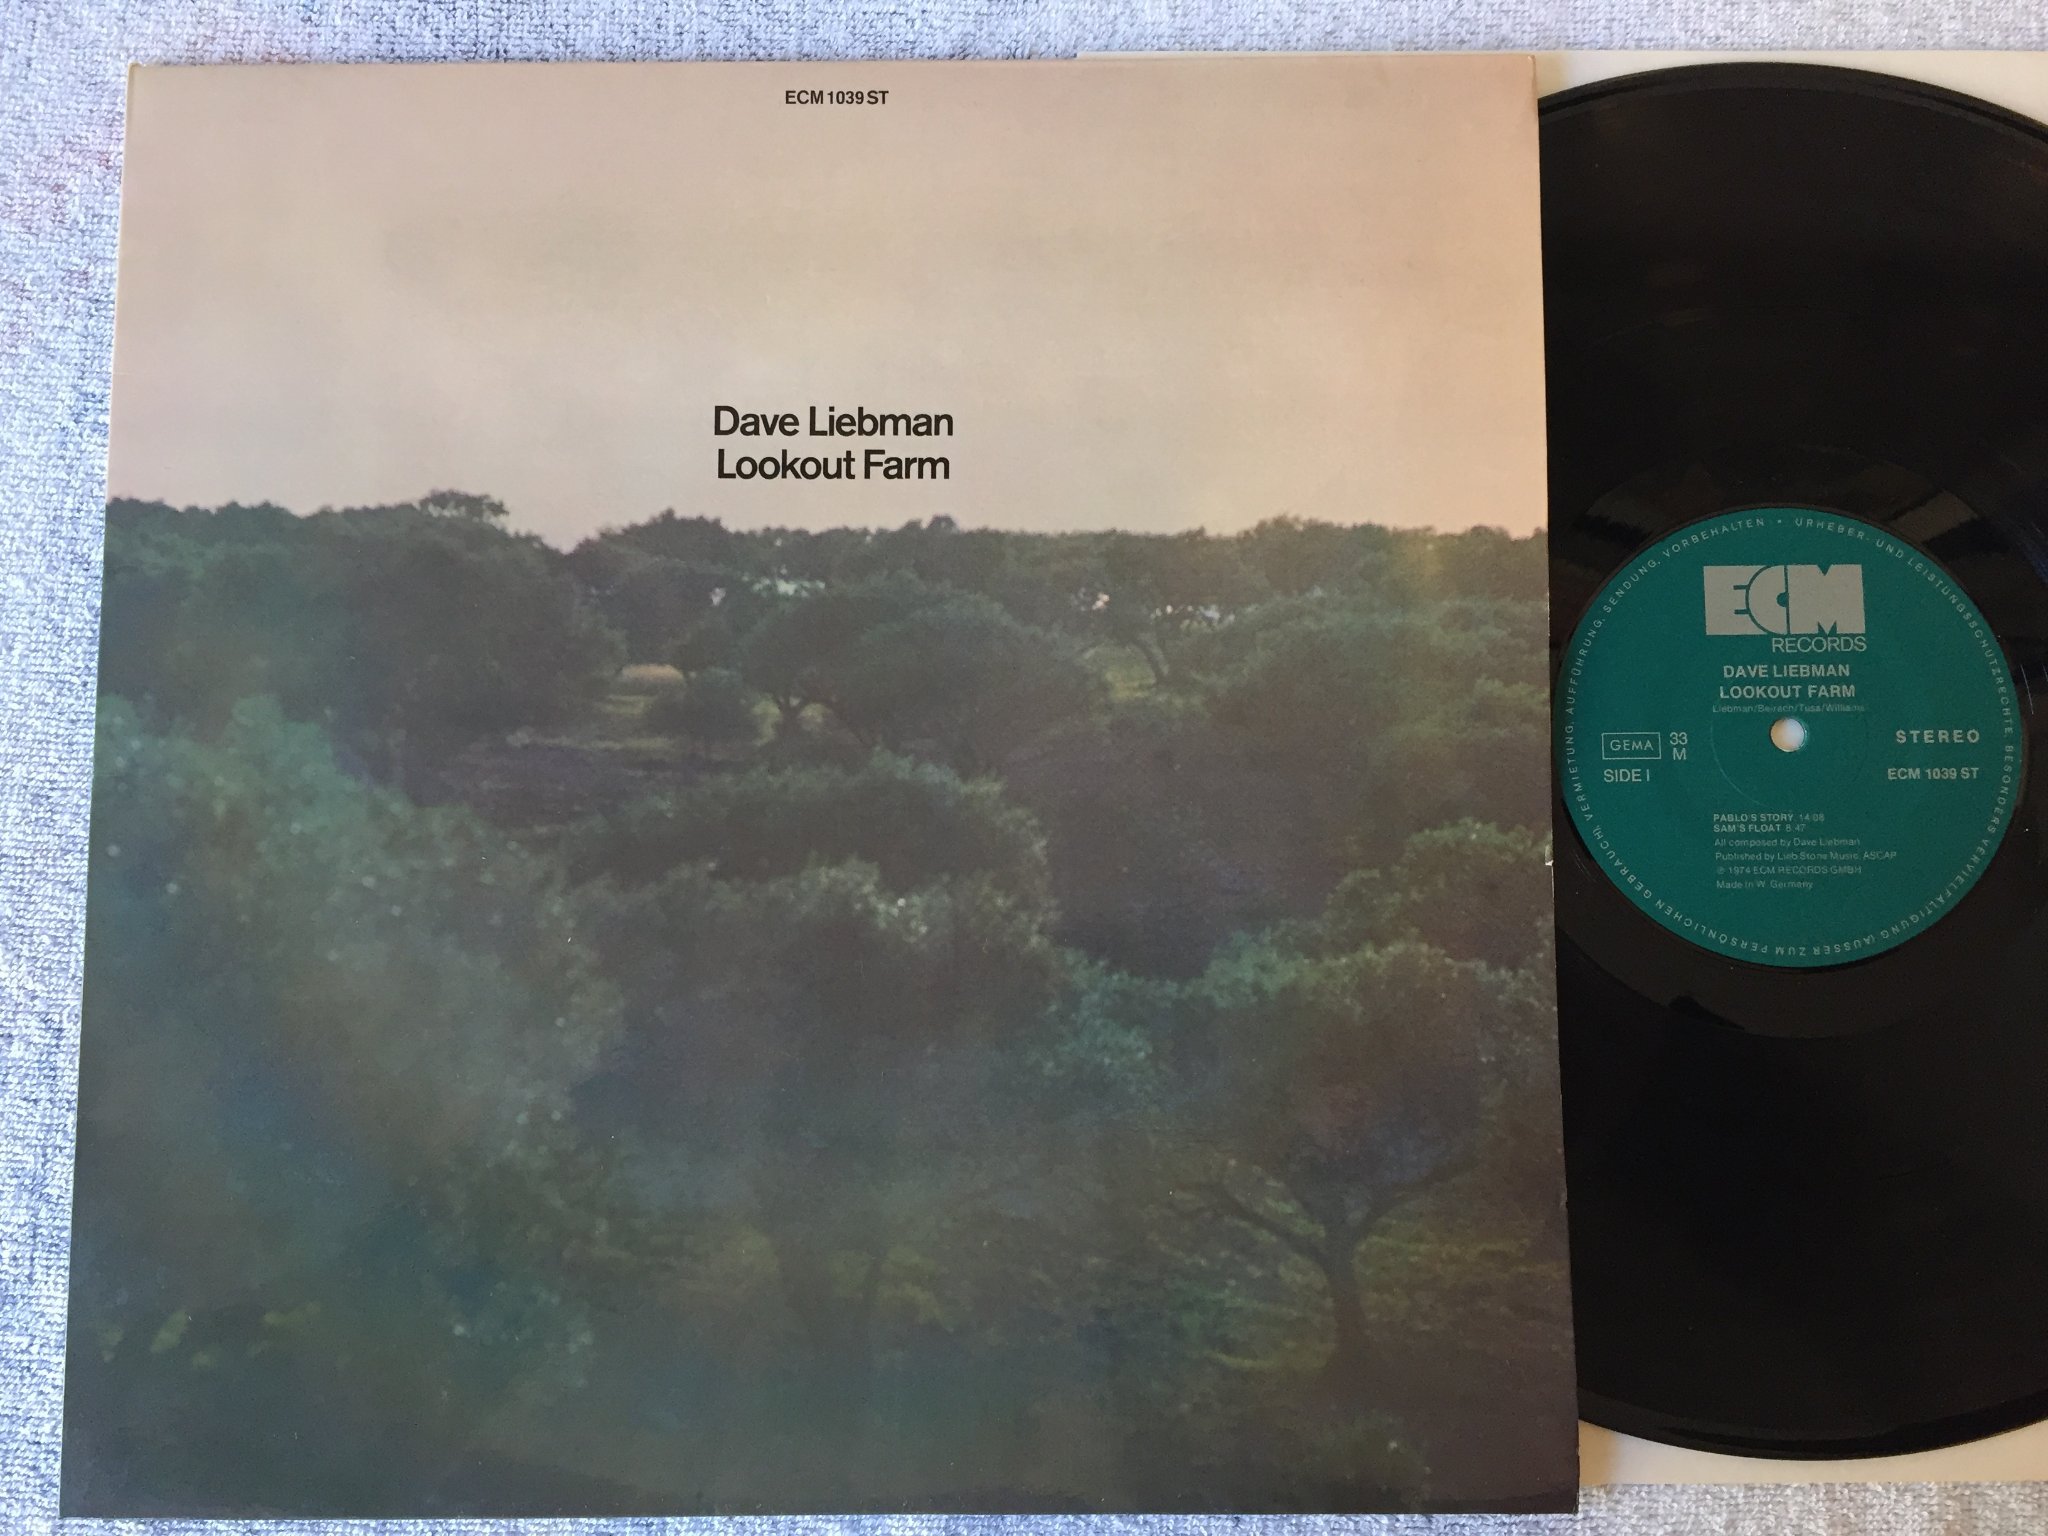 ECM 1039 ST
Dave Liebman
Lookout Farm
URHEBER- UND LEISTUNGSSCHUTZRECHTE, BESONDERS VERVIELFÄLTIGUNG (AUSSER ZUM PERSÖNLICHEN GEBRAUCH), VERMIETUNG, AUFFÜHRUNG, SENDUNG, VORBEHALTEN •
ECM
RECORDS
DAVE LIEBMAN
LOOKOUT FARM
Liebman/Beirach/Tusa/Williams
GEMA 33 STEREO
M
SIDE I ECM 1039 ST
PABLO'S STORY 14:08
SAM'S FLOAT 8:47
All composed by Dave Liebman
Published by Lieb Stone Music, ASCAP
℗ 1974 ECM RECORDS GMBH
Made in W. Germany